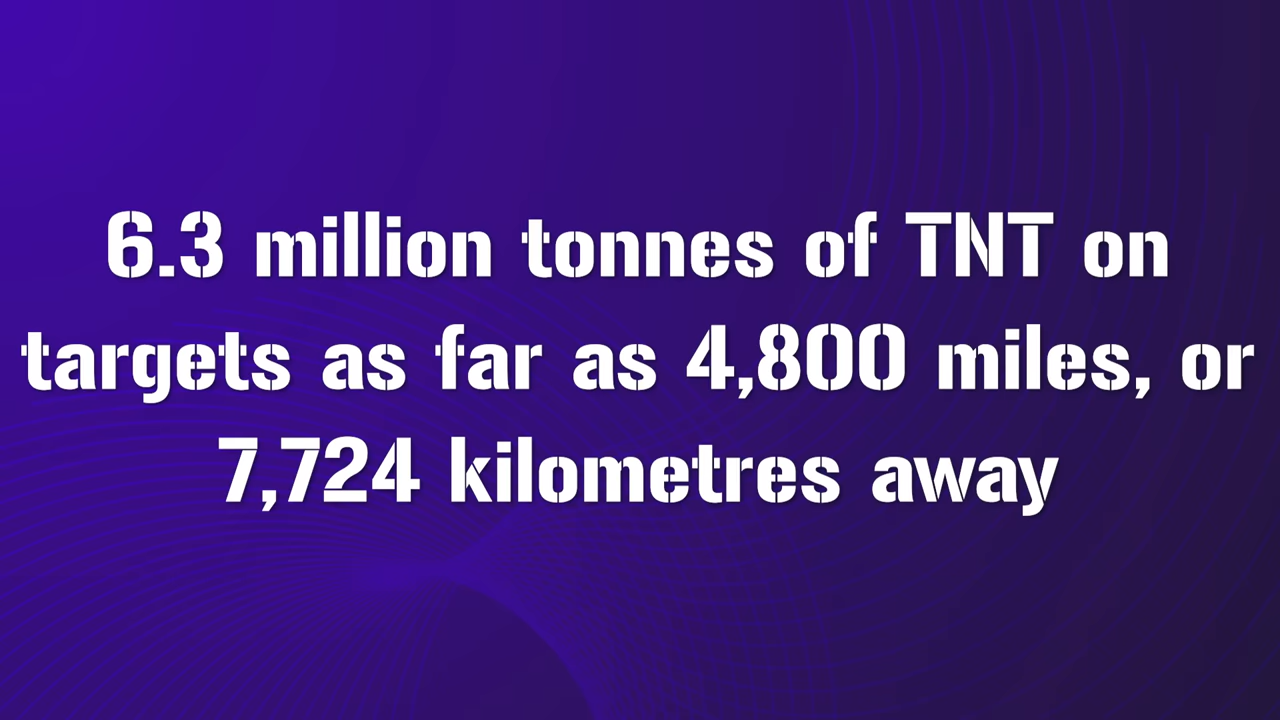 6.3 million tonnes of TNT on
targets as far as 4,800 miles, or
7,724 kilometres away